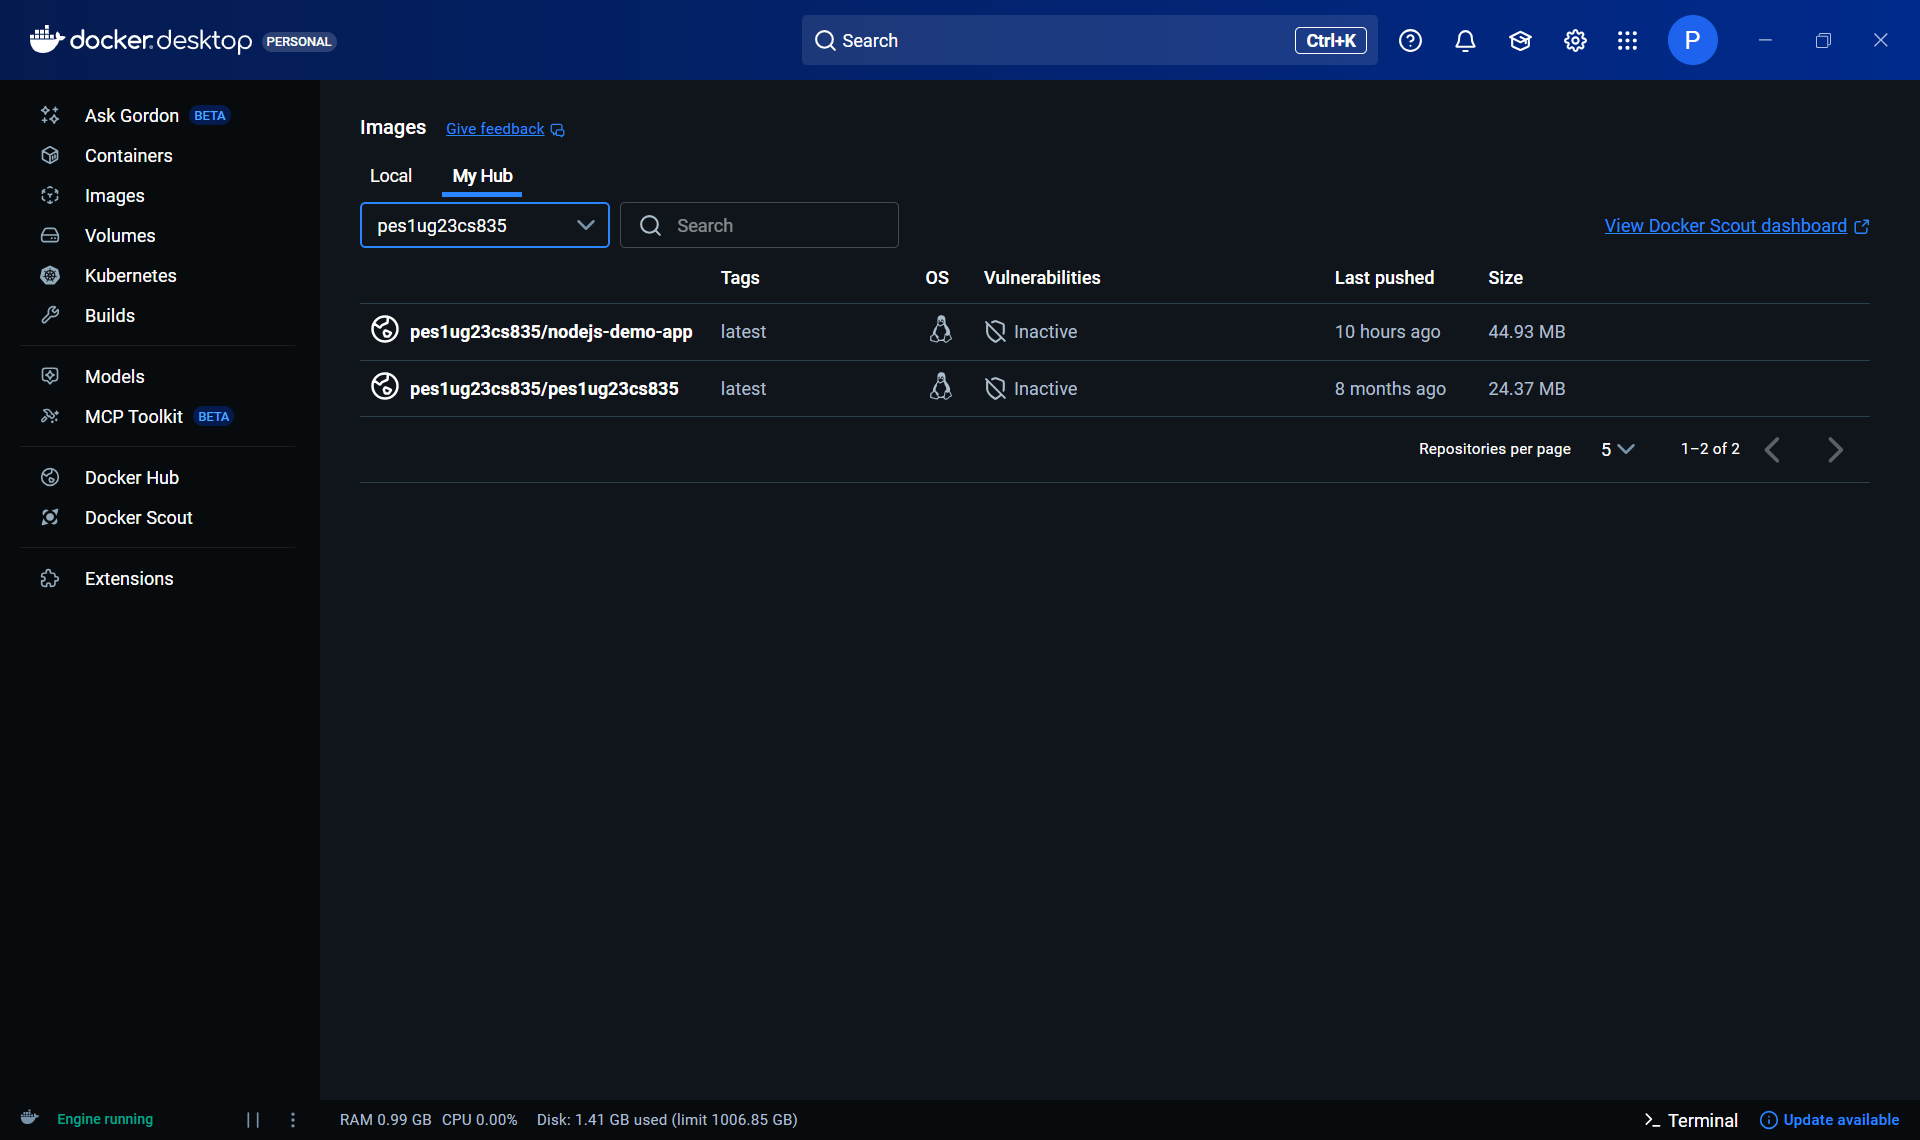 docker.desktop PERSONAL
Search Ctrl+K
P
Ask Gordon BETA
Containers
Images
Volumes
Kubernetes
Builds
Models
MCP Toolkit BETA
Docker Hub
Docker Scout
Extensions
Images Give feedback
Local My Hub
pes1ug23cs835 Search View Docker Scout dashboard
Tags OS Vulnerabilities Last pushed Size
pes1ug23cs835/nodejs-demo-app latest Inactive 10 hours ago 44.93 MB
pes1ug23cs835/pes1ug23cs835 latest Inactive 8 months ago 24.37 MB
Repositories per page 5 1–2 of 2
Engine running RAM 0.99 GB CPU 0.00% Disk: 1.41 GB used (limit 1006.85 GB) Terminal Update available